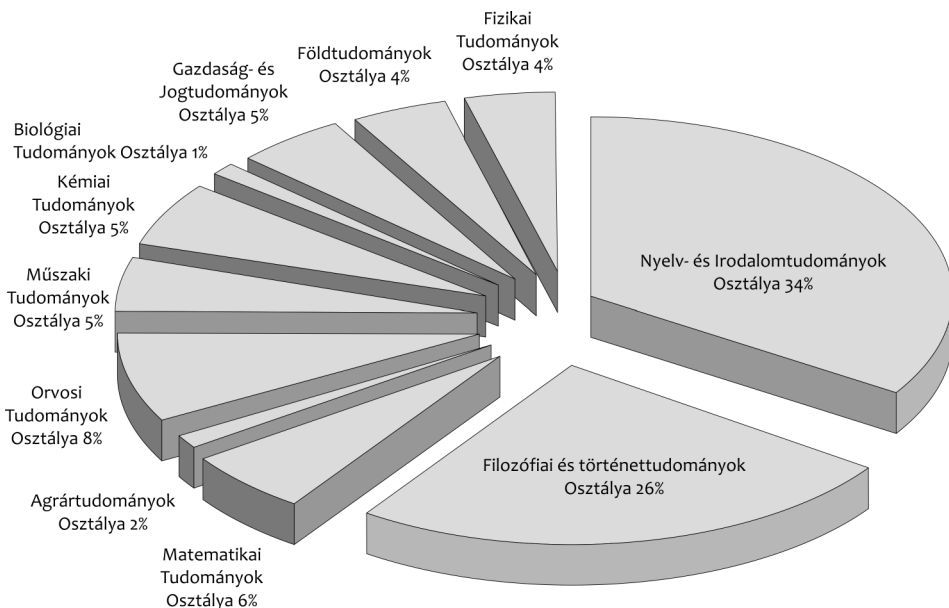 Fizikai
Tudományok
Osztálya 4%
Földtudományok
Osztálya 4%
Gazdaság- és
Jogtudományok
Osztálya 5%
Biológiai
Tudományok Osztálya 1%
Kémiai
Tudományok
Osztálya 5%
Műszaki
Tudományok
Osztálya 5%
Orvosi
Tudományok
Osztálya 8%
Agrártudományok
Osztálya 2%
Matematikai
Tudományok
Osztálya 6%
Filozófiai és történettudományok
Osztálya 26%
Nyelv- és Irodalomtudományok
Osztálya 34%